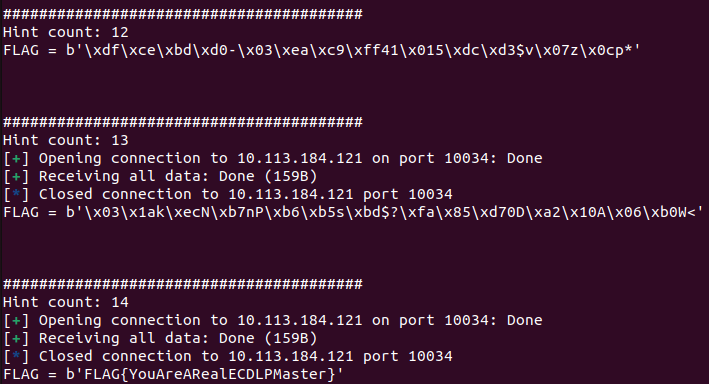 ########################################
Hint count: 12
FLAG = b'\xdf\xce\xbd\xd0-\x03\xea\xc9\xff41\x015\xdc\xd3$v\x07z\x0cp*'
########################################
Hint count: 13
[+] Opening connection to 10.113.184.121 on port 10034: Done
[+] Receiving all data: Done (159B)
[*] Closed connection to 10.113.184.121 port 10034
FLAG = b'\x03\x1ak\xecN\xb7nP\xb6\xb5s\xbd$?\xfa\x85\xd70D\xa2\x10A\x06\xb0W<'
########################################
Hint count: 14
[+] Opening connection to 10.113.184.121 on port 10034: Done
[+] Receiving all data: Done (159B)
[*] Closed connection to 10.113.184.121 port 10034
FLAG = b'FLAG{YouAreARealECDLPMaster}'